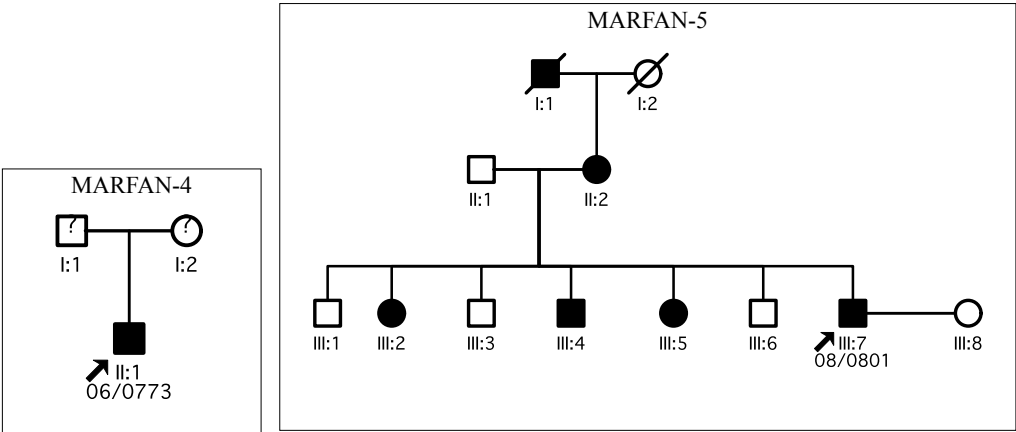 MARFAN-4
? ?
I:1 I:2
II:1
06/0773
MARFAN-5
I:1 I:2
II:1 II:2
III:1 III:2 III:3 III:4 III:5 III:6 III:7 III:8
08/0801